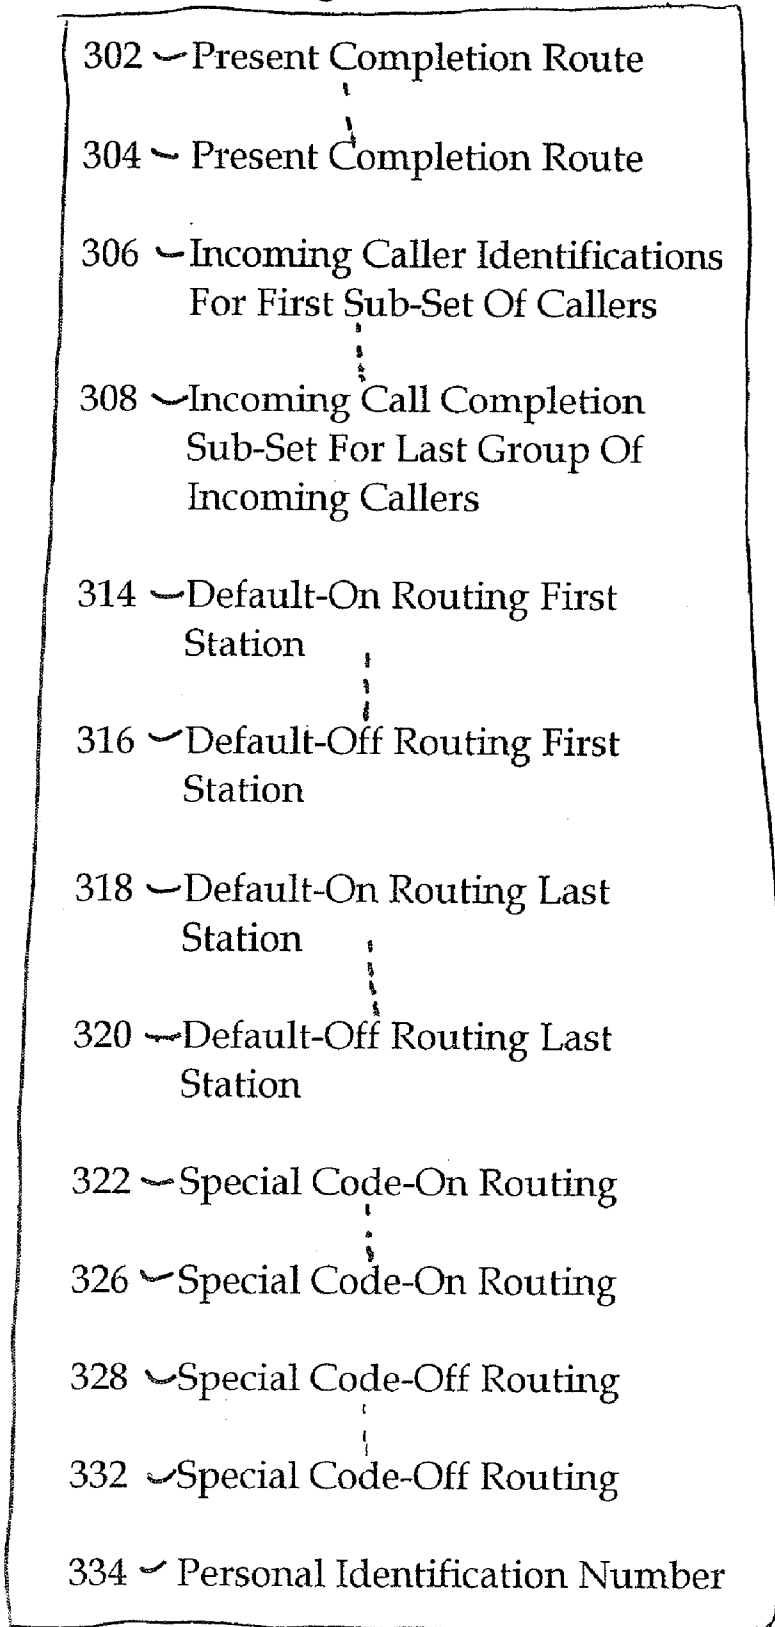 302 Present Completion Route
304 Present Completion Route
306 Incoming Caller Identifications
For First Sub-Set Of Callers
308 Incoming Call Completion
Sub-Set For Last Group Of
Incoming Callers
314 Default-On Routing First
Station
316 Default-Off Routing First
Station
318 Default-On Routing Last
Station
320 Default-Off Routing Last
Station
322 Special Code-On Routing
326 Special Code-On Routing
328 Special Code-Off Routing
332 Special Code-Off Routing
334 Personal Identification Number